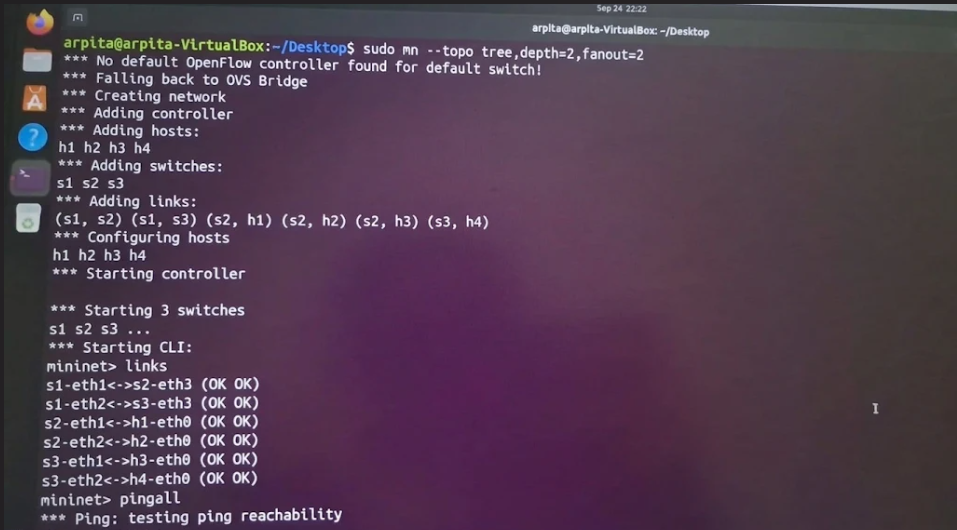 Sep 24 22:22
arpita@arpita-VirtualBox: ~/Desktop
arpita@arpita-VirtualBox:~/Desktop$ sudo mn --topo tree,depth=2,fanout=2
*** No default OpenFlow controller found for default switch!
*** Falling back to OVS Bridge
*** Creating network
*** Adding controller
*** Adding hosts:
h1 h2 h3 h4
*** Adding switches:
s1 s2 s3
*** Adding links:
(s1, s2) (s1, s3) (s2, h1) (s2, h2) (s2, h3) (s3, h4)
*** Configuring hosts
h1 h2 h3 h4
*** Starting controller
*** Starting 3 switches
s1 s2 s3 ...
*** Starting CLI:
mininet> links
s1-eth1<->s2-eth3 (OK OK)
s1-eth2<->s3-eth3 (OK OK)
s2-eth1<->h1-eth0 (OK OK)
s2-eth2<->h2-eth0 (OK OK)
s3-eth1<->h3-eth0 (OK OK)
s3-eth2<->h4-eth0 (OK OK)
mininet> pingall
*** Ping: testing ping reachability